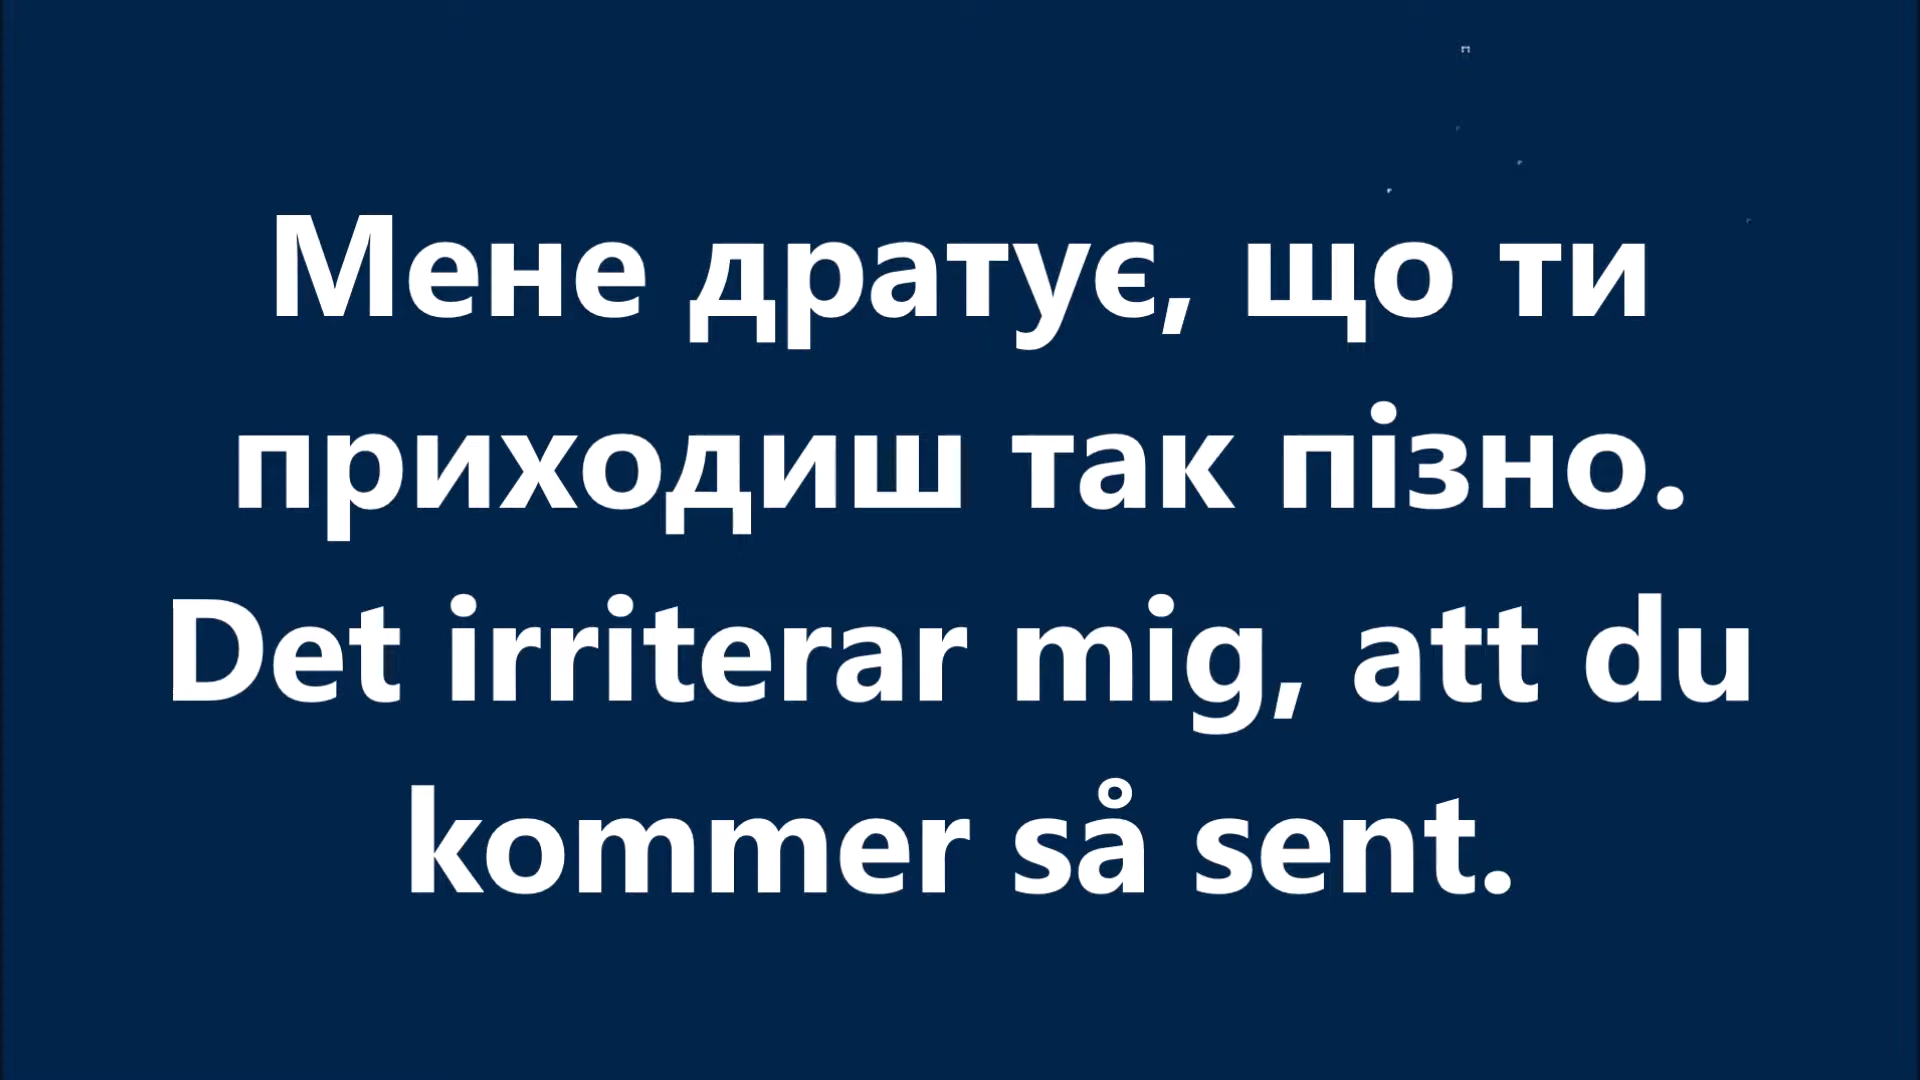 Мене дратує, що ти
приходиш так пізно.
Det irriterar mig, att du
kommer så sent.